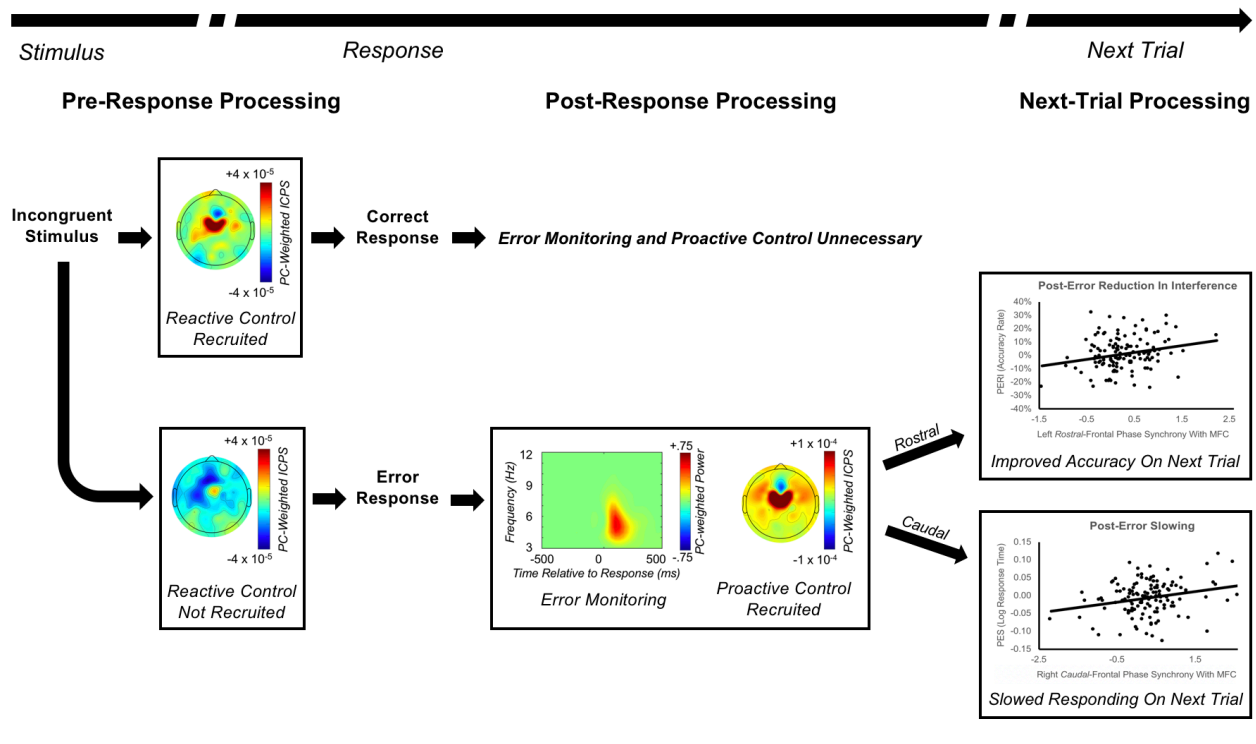 Stimulus
Response
Next Trial
Pre-Response Processing
Post-Response Processing
Next-Trial Processing
Incongruent
Stimulus
+4 x 10-5
PC-Weighted ICPS
-4 x 10-5
Reactive Control
Recruited
Correct
Response
Error Monitoring and Proactive Control Unnecessary
+4 x 10-5
PC-Weighted ICPS
-4 x 10-5
Reactive Control
Not Recruited
Error
Response
12
9
6
3
Frequency (Hz)
-500
0
500
Time Relative to Response (ms)
+.75
PC-weighted Power
-.75
Error Monitoring
+1 x 10-4
PC-Weighted ICPS
-1 x 10-4
Proactive Control
Recruited
Rostral
Caudal
Post-Error Reduction In Interference
PERI (Accuracy Rate)
40%
30%
20%
10%
0%
-10%
-20%
-30%
-40%
-1.5
-0.5
0.5
1.5
2.5
Left Rostral-Frontal Phase Synchrony With MFC
Improved Accuracy On Next Trial
Post-Error Slowing
PES (Log Response Time)
0.15
0.10
0.05
0.00
-0.05
-0.10
-0.15
-2.5
-0.5
1.5
Right Caudal-Frontal Phase Synchrony With MFC
Slowed Responding On Next Trial